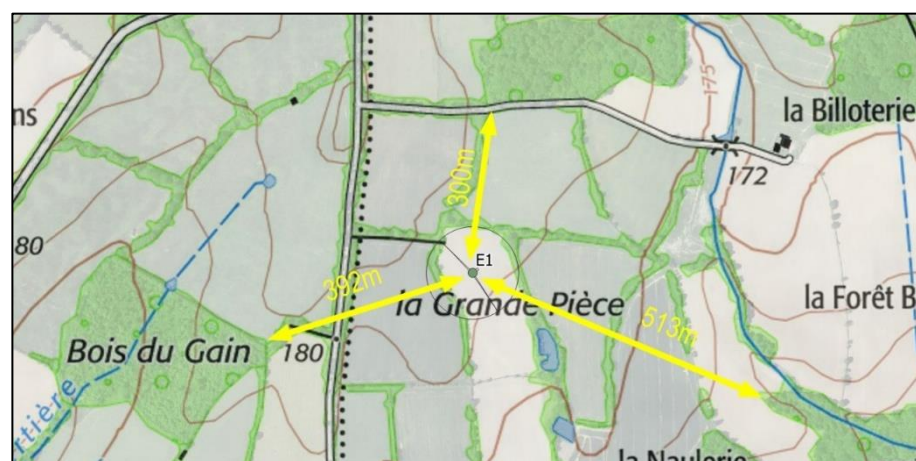 la Billoterie
175
ns
300m
172
80
E1
392m
la Grande Pièce
la Forêt B
513m
Bois du Gain
180
rtière
la Naulerie